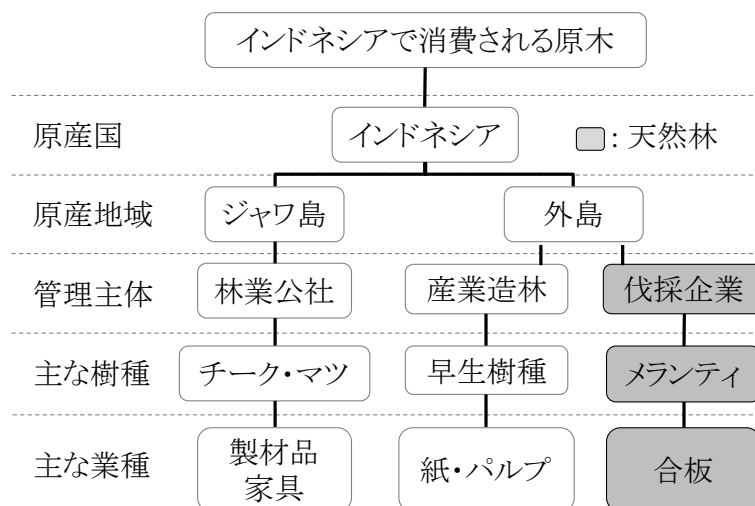 インドネシアで消費される原木
原産国
インドネシア
: 天然林
原産地域
ジャワ島
外島
管理主体
林業公社
産業造林
伐採企業
主な樹種
チーク・マツ
早生樹種
メランティ
主な業種
製材品
家具
紙・パルプ
合板